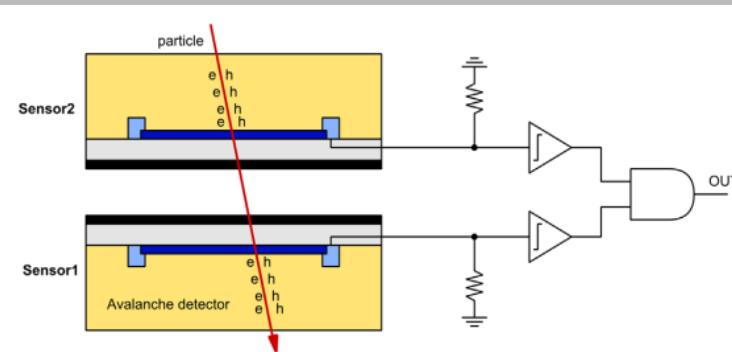 particle
e h
e h
e h
e h
Sensor2
OUT
e h
e h
Sensor1
e h
Avalanche detector
e h